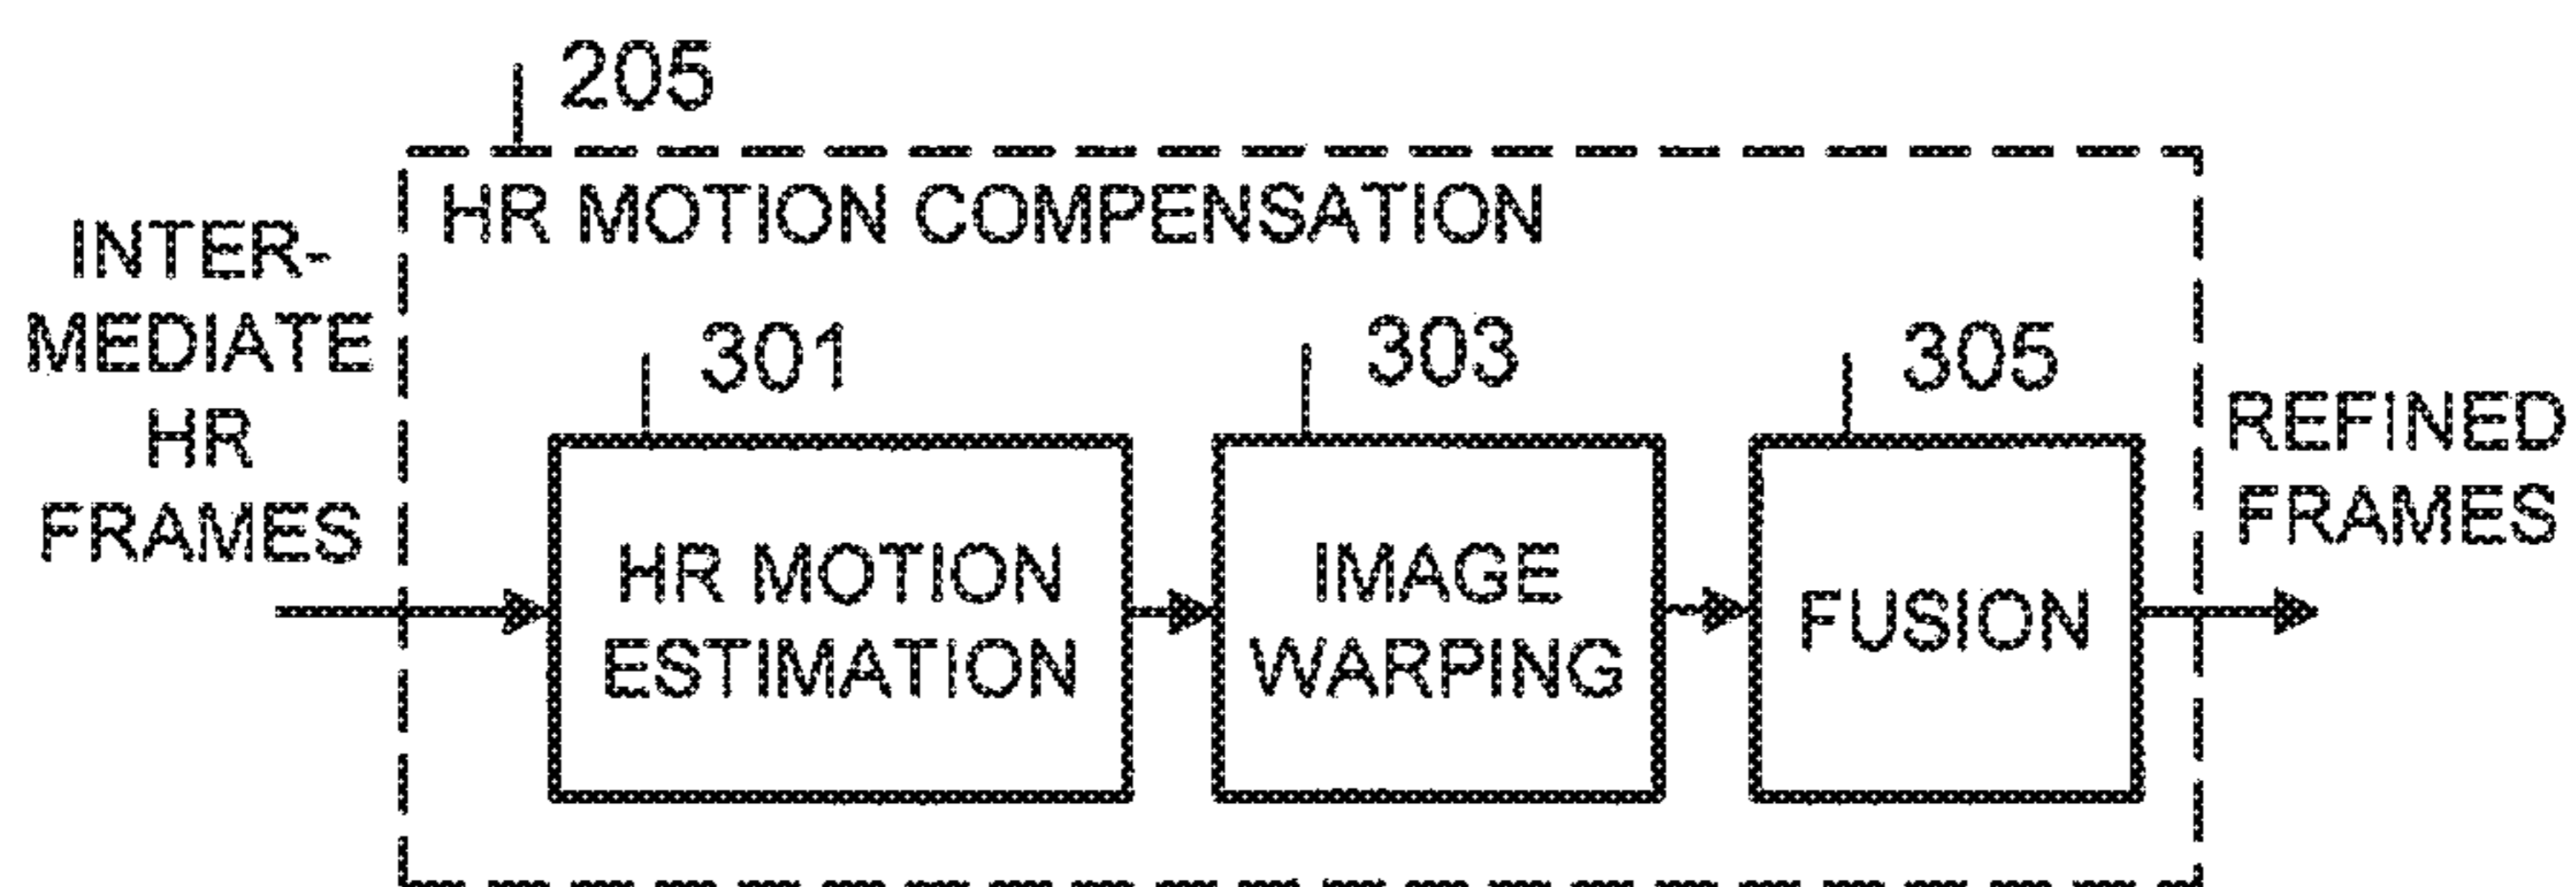 205
HR MOTION COMPENSATION
INTER-
MEDIATE
HR
FRAMES
301
HR MOTION
ESTIMATION
303
IMAGE
WARPING
305
FUSION
REFINED
FRAMES